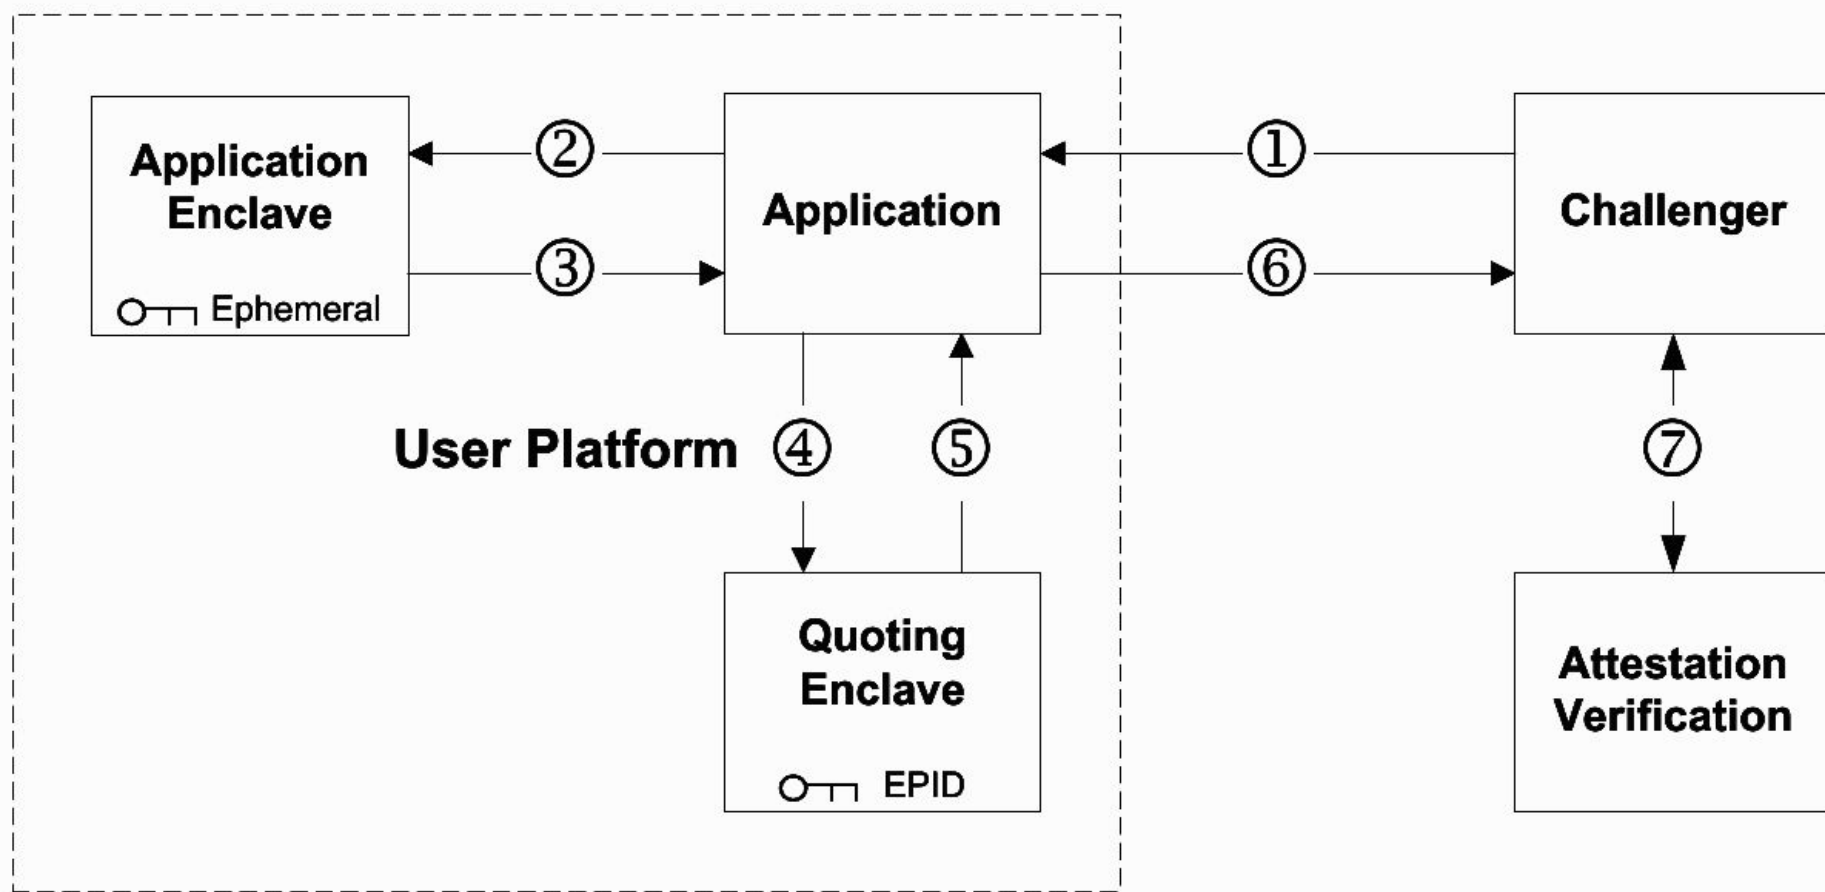 Application
Enclave
Ephemeral
②
③
Application
①
⑥
Challenger
User Platform
④
⑤
⑦
Quoting
Enclave
EPID
Attestation
Verification